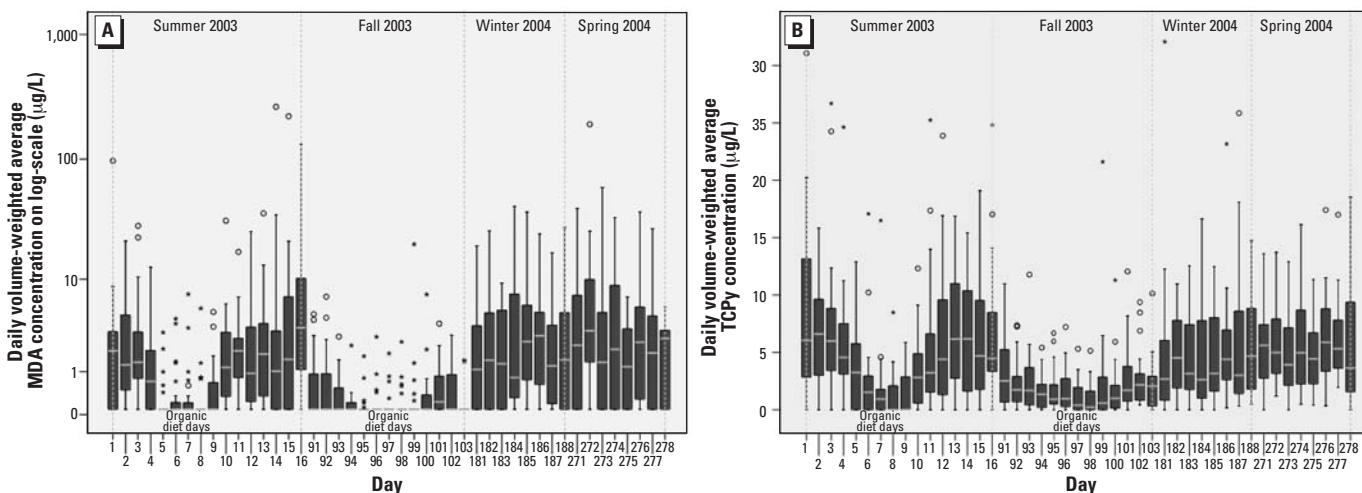 A
Summer 2003
Fall 2003
Winter 2004
Spring 2004
Daily volume-weighted average
MDA concentration on log-scale (µg/L)
1,000
100
10
1
0
Organic
diet days
Organic
diet days
1 3 5 7 9 11 13 15 91 93 95 97 99 101 103 182 184 186 188 272 274 276 278
2 4 6 8 10 12 14 16 92 94 96 98 100 102 181 183 185 187 271 273 275 277
Day
B
Summer 2003
Fall 2003
Winter 2004
Spring 2004
Daily volume-weighted average
TCPy concentration (µg/L)
30
35
20
15
10
5
0
Organic
diet days
Organic
diet days
1 3 5 7 9 11 13 15 91 93 95 97 99 101 103 182 184 186 188 272 274 276 278
2 4 6 8 10 12 14 16 92 94 96 98 100 102 181 183 185 187 271 273 275 277
Day